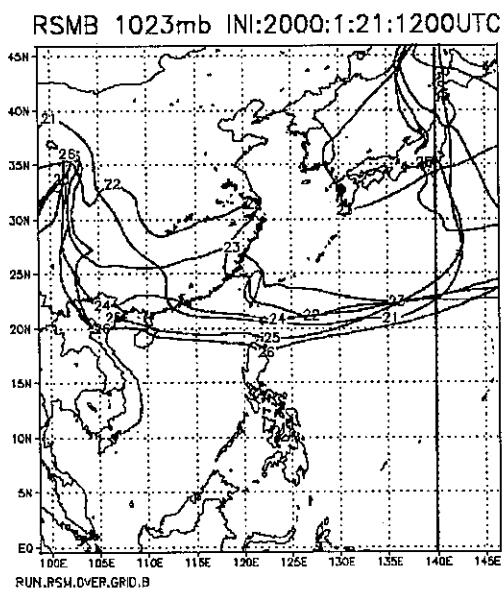 RSMB 1023mb INI:2000:1:21:1200UTC
45N
40N
35N
30N
25N
20N
15N
10N
5N
EQ
21
26
22
23
24
25
26
24
22
23
21
25
26
100E 105E 110E 115E 120E 125E 130E 135E 140E 145E
RUN.RSM.OVER.GRID.B